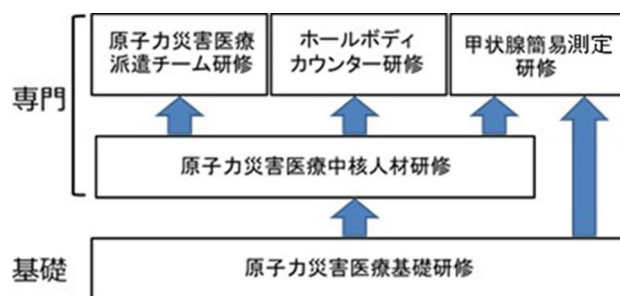 原子力災害医療
派遣チーム研修
ホールボディ
カウンター研修
甲状腺簡易測定
研修
専門
原子力災害医療中核人材研修
基礎
原子力災害医療基礎研修